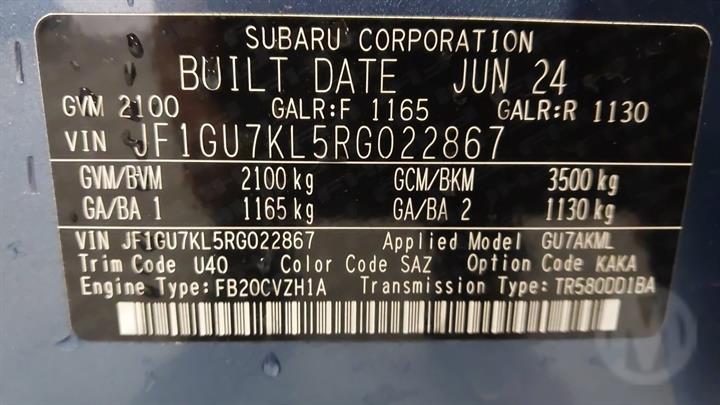 SUBARU CORPORATION
BUILT DATE JUN 24
GVM 2100 GALR:F 1165 GALR:R 1130
VIN JF1GU7KL5RG022867
GVM/BVM 2100 kg GCM/BKM 3500 kg
GA/BA 1 1165 kg GA/BA 2 1130 kg
VIN JF1GU7KL5RG022867 Applied Model GU7AKML
Trim Code U40 Color Code SAZ Option Code KAKA
Engine Type:FB20CVZH1A Transmission Type:TR580DD1BA
M